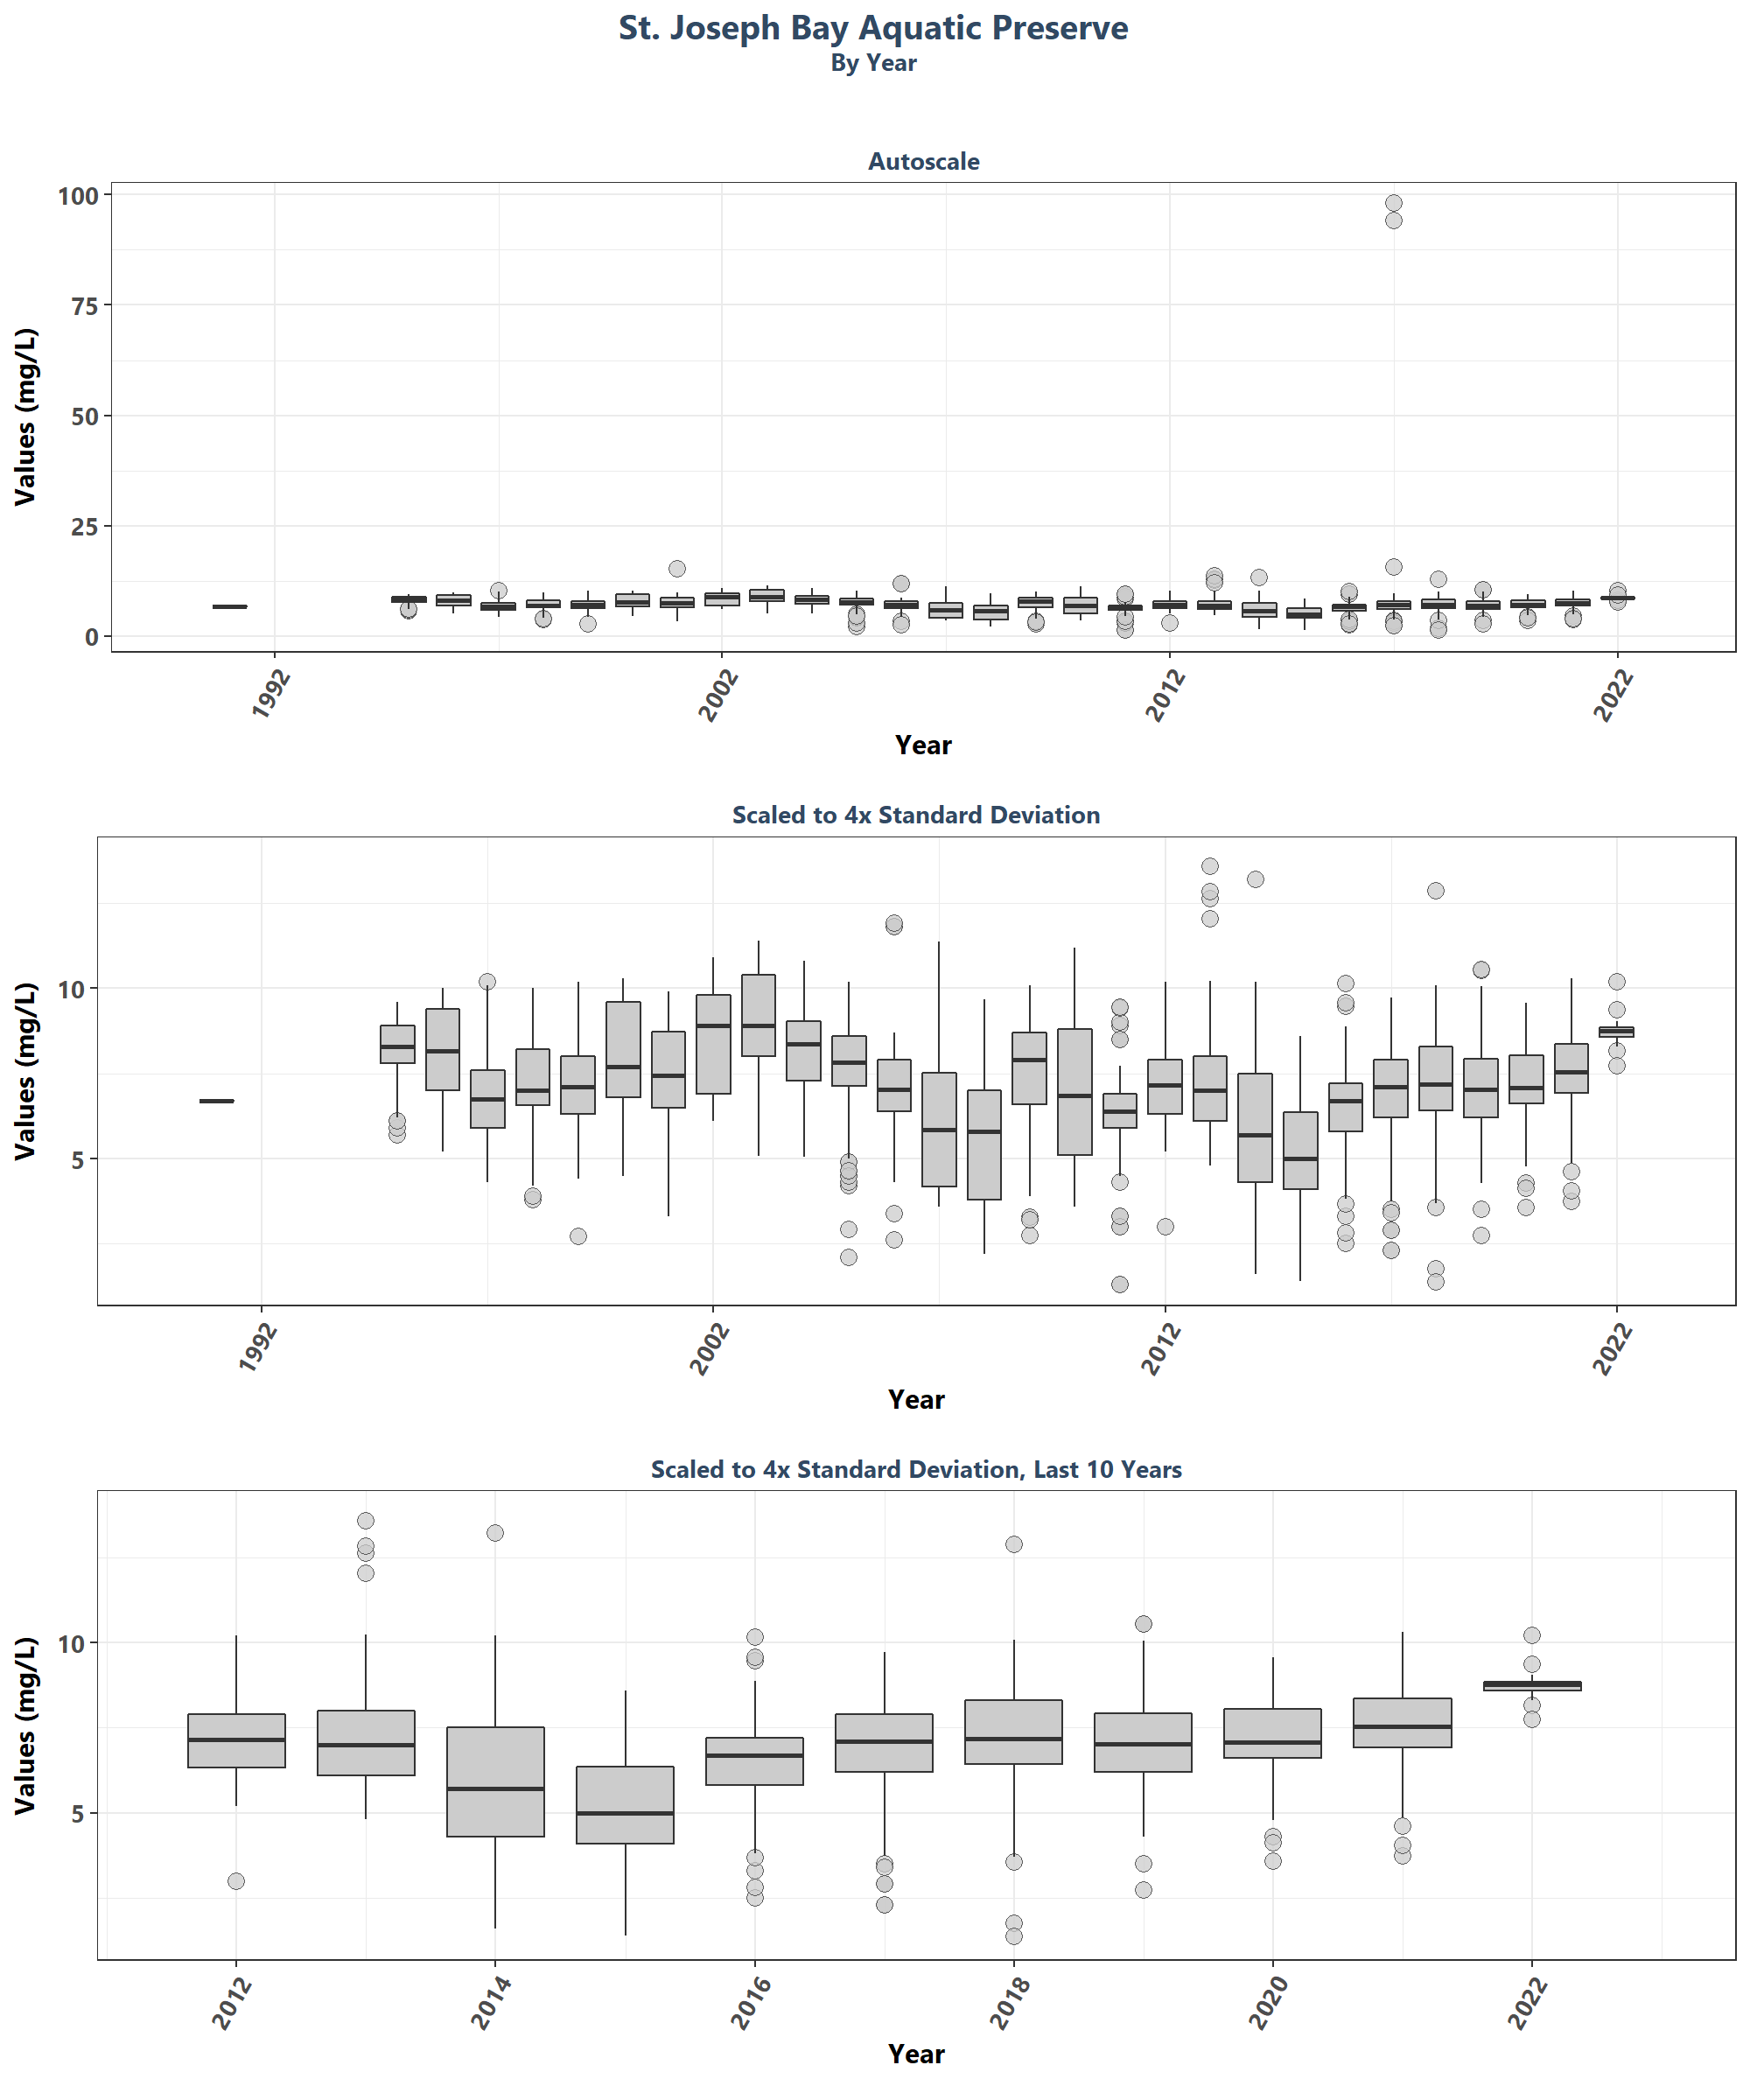 St. Joseph Bay Aquatic Preserve
By Year
Autoscale
Values (mg/L)
100
75
50
25
0
1992
2002
2012
2022
Year
Scaled to 4x Standard Deviation
Values (mg/L)
10
5
1992
2002
2012
2022
Year
Scaled to 4x Standard Deviation, Last 10 Years
Values (mg/L)
10
5
2012
2014
2016
2018
2020
2022
Year